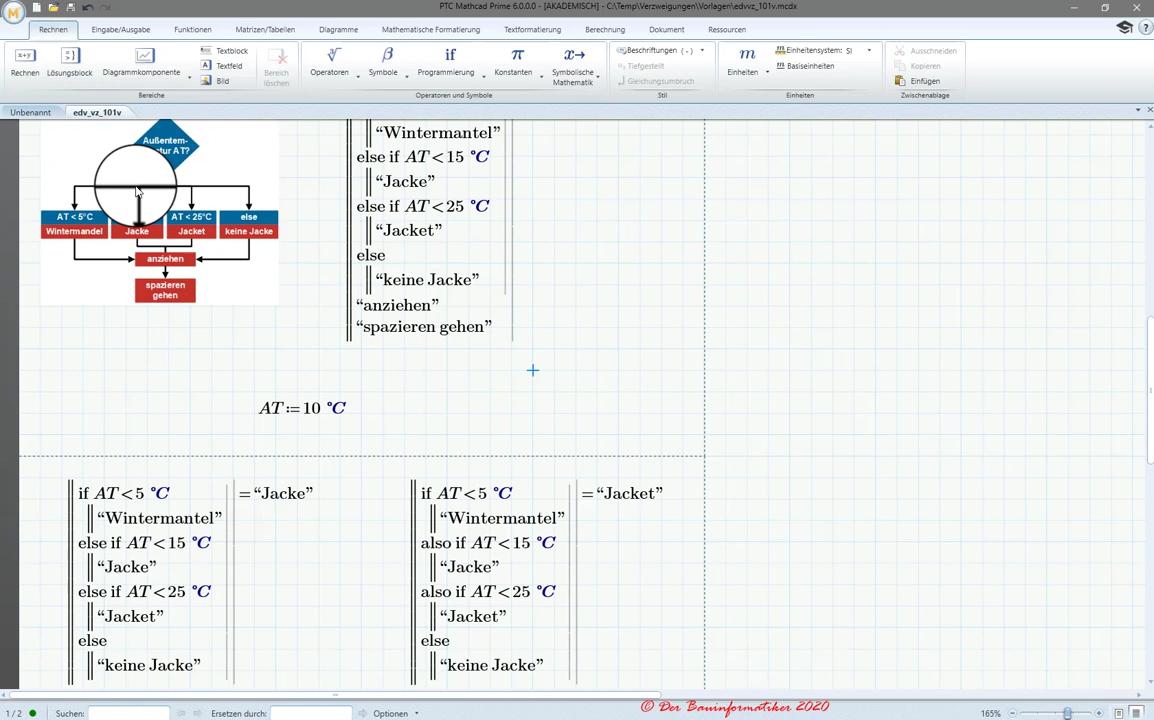 PTC Mathcad Prime 6.0.0.0 - [AKADEMISCH] - C:\Temp\Verzweigungen\Vorlagen\edvvz_101v.mcdx
Rechnen Eingabe/Ausgabe Funktionen Matrizen/Tabellen Diagramme Mathematische Formatierung Textformatierung Berechnung Dokument Ressourcen
Rechnen Lösungsblock Diagrammkomponente
Textblock
Textfeld
Bild
Bereich löschen
Operatoren Symbole Programmierung Konstanten Symbolische Mathematik
if
Beschriftungen ( - )
Tiefgestellt
Gleichungsumbruch
Einheiten
Einheitensystem: SI
Basiseinheiten
Ausschneiden
Kopieren
Einfügen
Bereiche Operatoren und Symbole Stil Einheiten Zwischenablage
Unbenannt edv_vz_101v
Außentem-
tur AT?
AT < 5°C AT < 25°C else
Wintermandel Jacke Jacket keine Jacke
anziehen
spazieren
gehen
“Wintermantel”
else if AT < 15 °C
“Jacke”
else if AT < 25 °C
“Jacket”
else
“keine Jacke”
“anziehen”
“spazieren gehen”
AT := 10 °C
if AT < 5 °C = “Jacke”
“Wintermantel”
else if AT < 15 °C
“Jacke”
else if AT < 25 °C
“Jacket”
else
“keine Jacke”
if AT < 5 °C = “Jacket”
“Wintermantel”
also if AT < 15 °C
“Jacke”
also if AT < 25 °C
“Jacket”
else
“keine Jacke”
1 / 2 Suchen: Ersetzen durch: Optionen 165%
© Der Bauinformatiker 2020